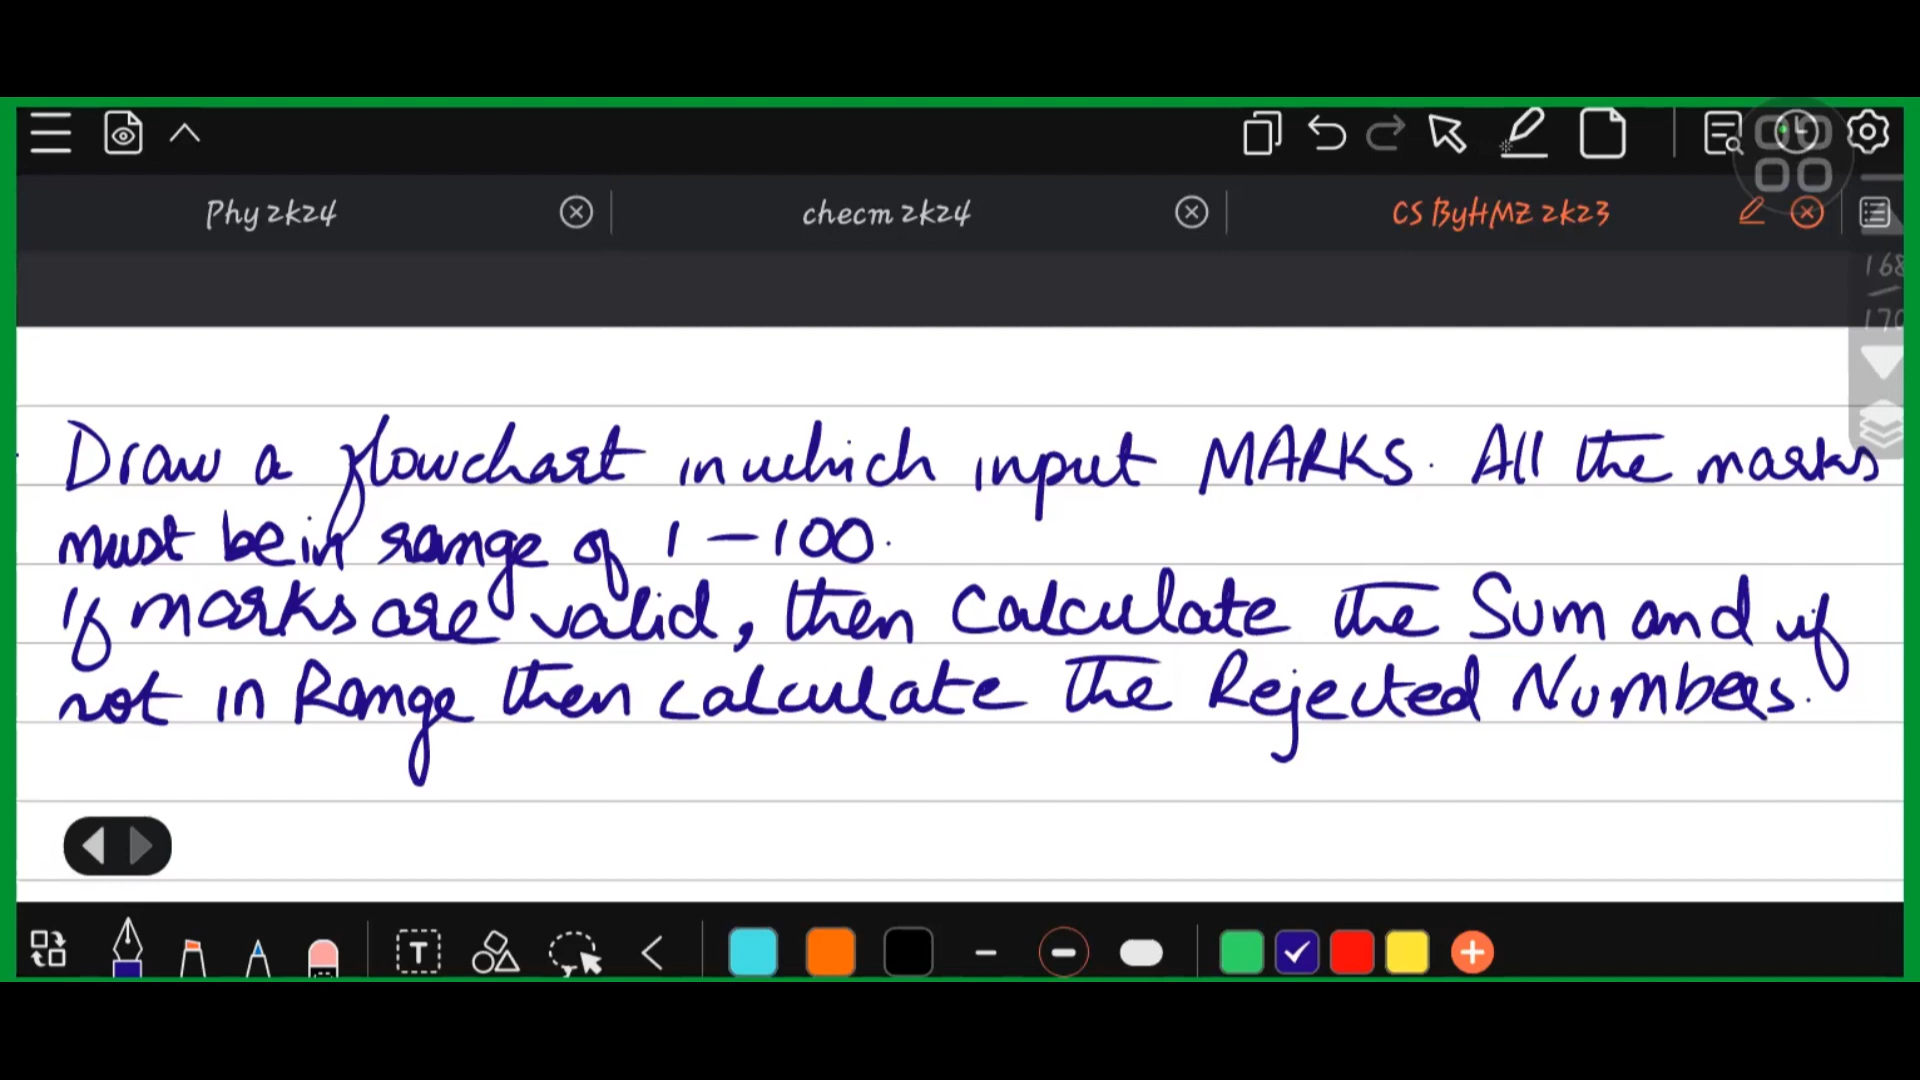 Phy 2k24
checm 2k24
CS ByHMZ 2k23
168
170
Draw a flowchart in which input MARKS. All the marks
must be in range of 1 – 100.
If marks are valid, then Calculate the Sum and if
not in Range then calculate the Rejected Numbers.
T